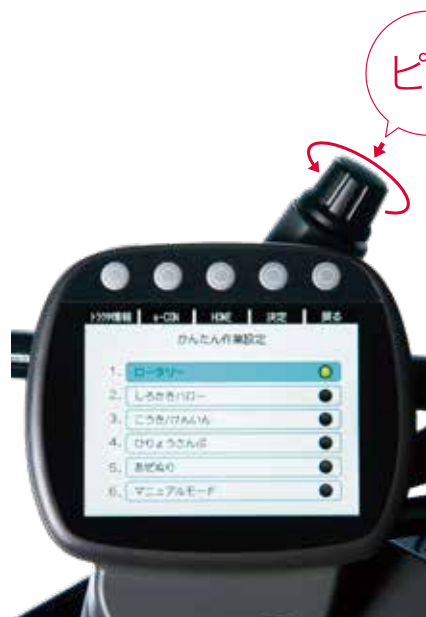 ピ
トラクタ情報 e-CON HOME 決定 戻る
かんたん作業設定
1. ロータリー
2. しろかきハロー
3. こうき/けんいん
4. ひりょうさんぷ
5. あぜぬり
6. マニュアルモード